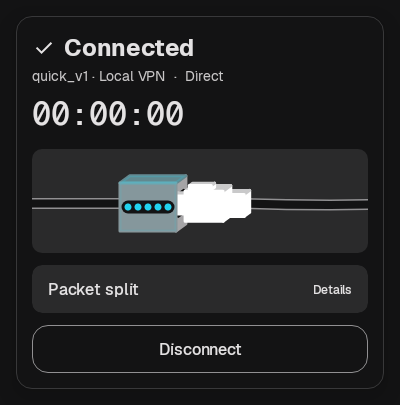 Connected
quick_v1 · Local VPN · Direct
00:00:00
Packet split Details
Disconnect